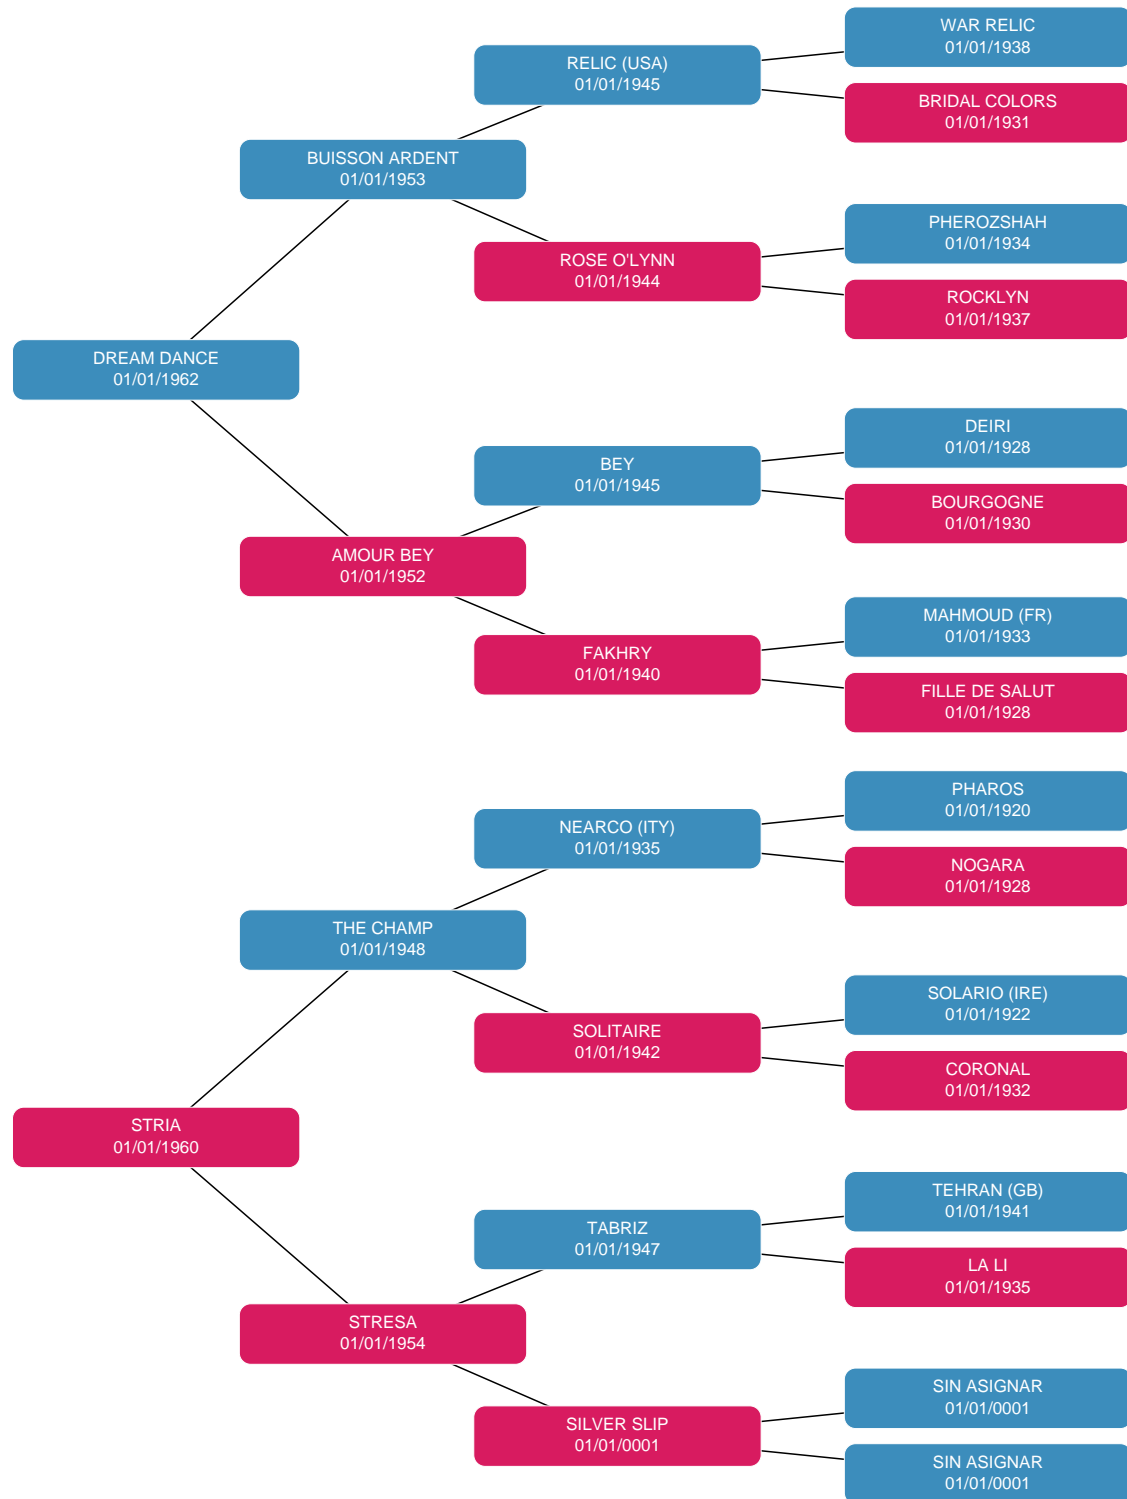 WAR RELIC
01/01/1938
RELIC (USA)
01/01/1945
BRIDAL COLORS
01/01/1931
BUISSON ARDENT
01/01/1953
PHEROZSHAH
01/01/1934
ROSE O'LYNN
01/01/1944
ROCKLYN
01/01/1937
DREAM DANCE
01/01/1962
DEIRI
01/01/1928
BEY
01/01/1945
BOURGOGNE
01/01/1930
AMOUR BEY
01/01/1952
MAHMOUD (FR)
01/01/1933
FAKHRY
01/01/1940
FILLE DE SALUT
01/01/1928
PHAROS
01/01/1920
NEARCO (ITY)
01/01/1935
NOGARA
01/01/1928
THE CHAMP
01/01/1948
SOLARIO (IRE)
01/01/1922
SOLITAIRE
01/01/1942
CORONAL
01/01/1932
STRIA
01/01/1960
TEHRAN (GB)
01/01/1941
TABRIZ
01/01/1947
LA LI
01/01/1935
STRESA
01/01/1954
SIN ASIGNAR
01/01/0001
SILVER SLIP
01/01/0001
SIN ASIGNAR
01/01/0001